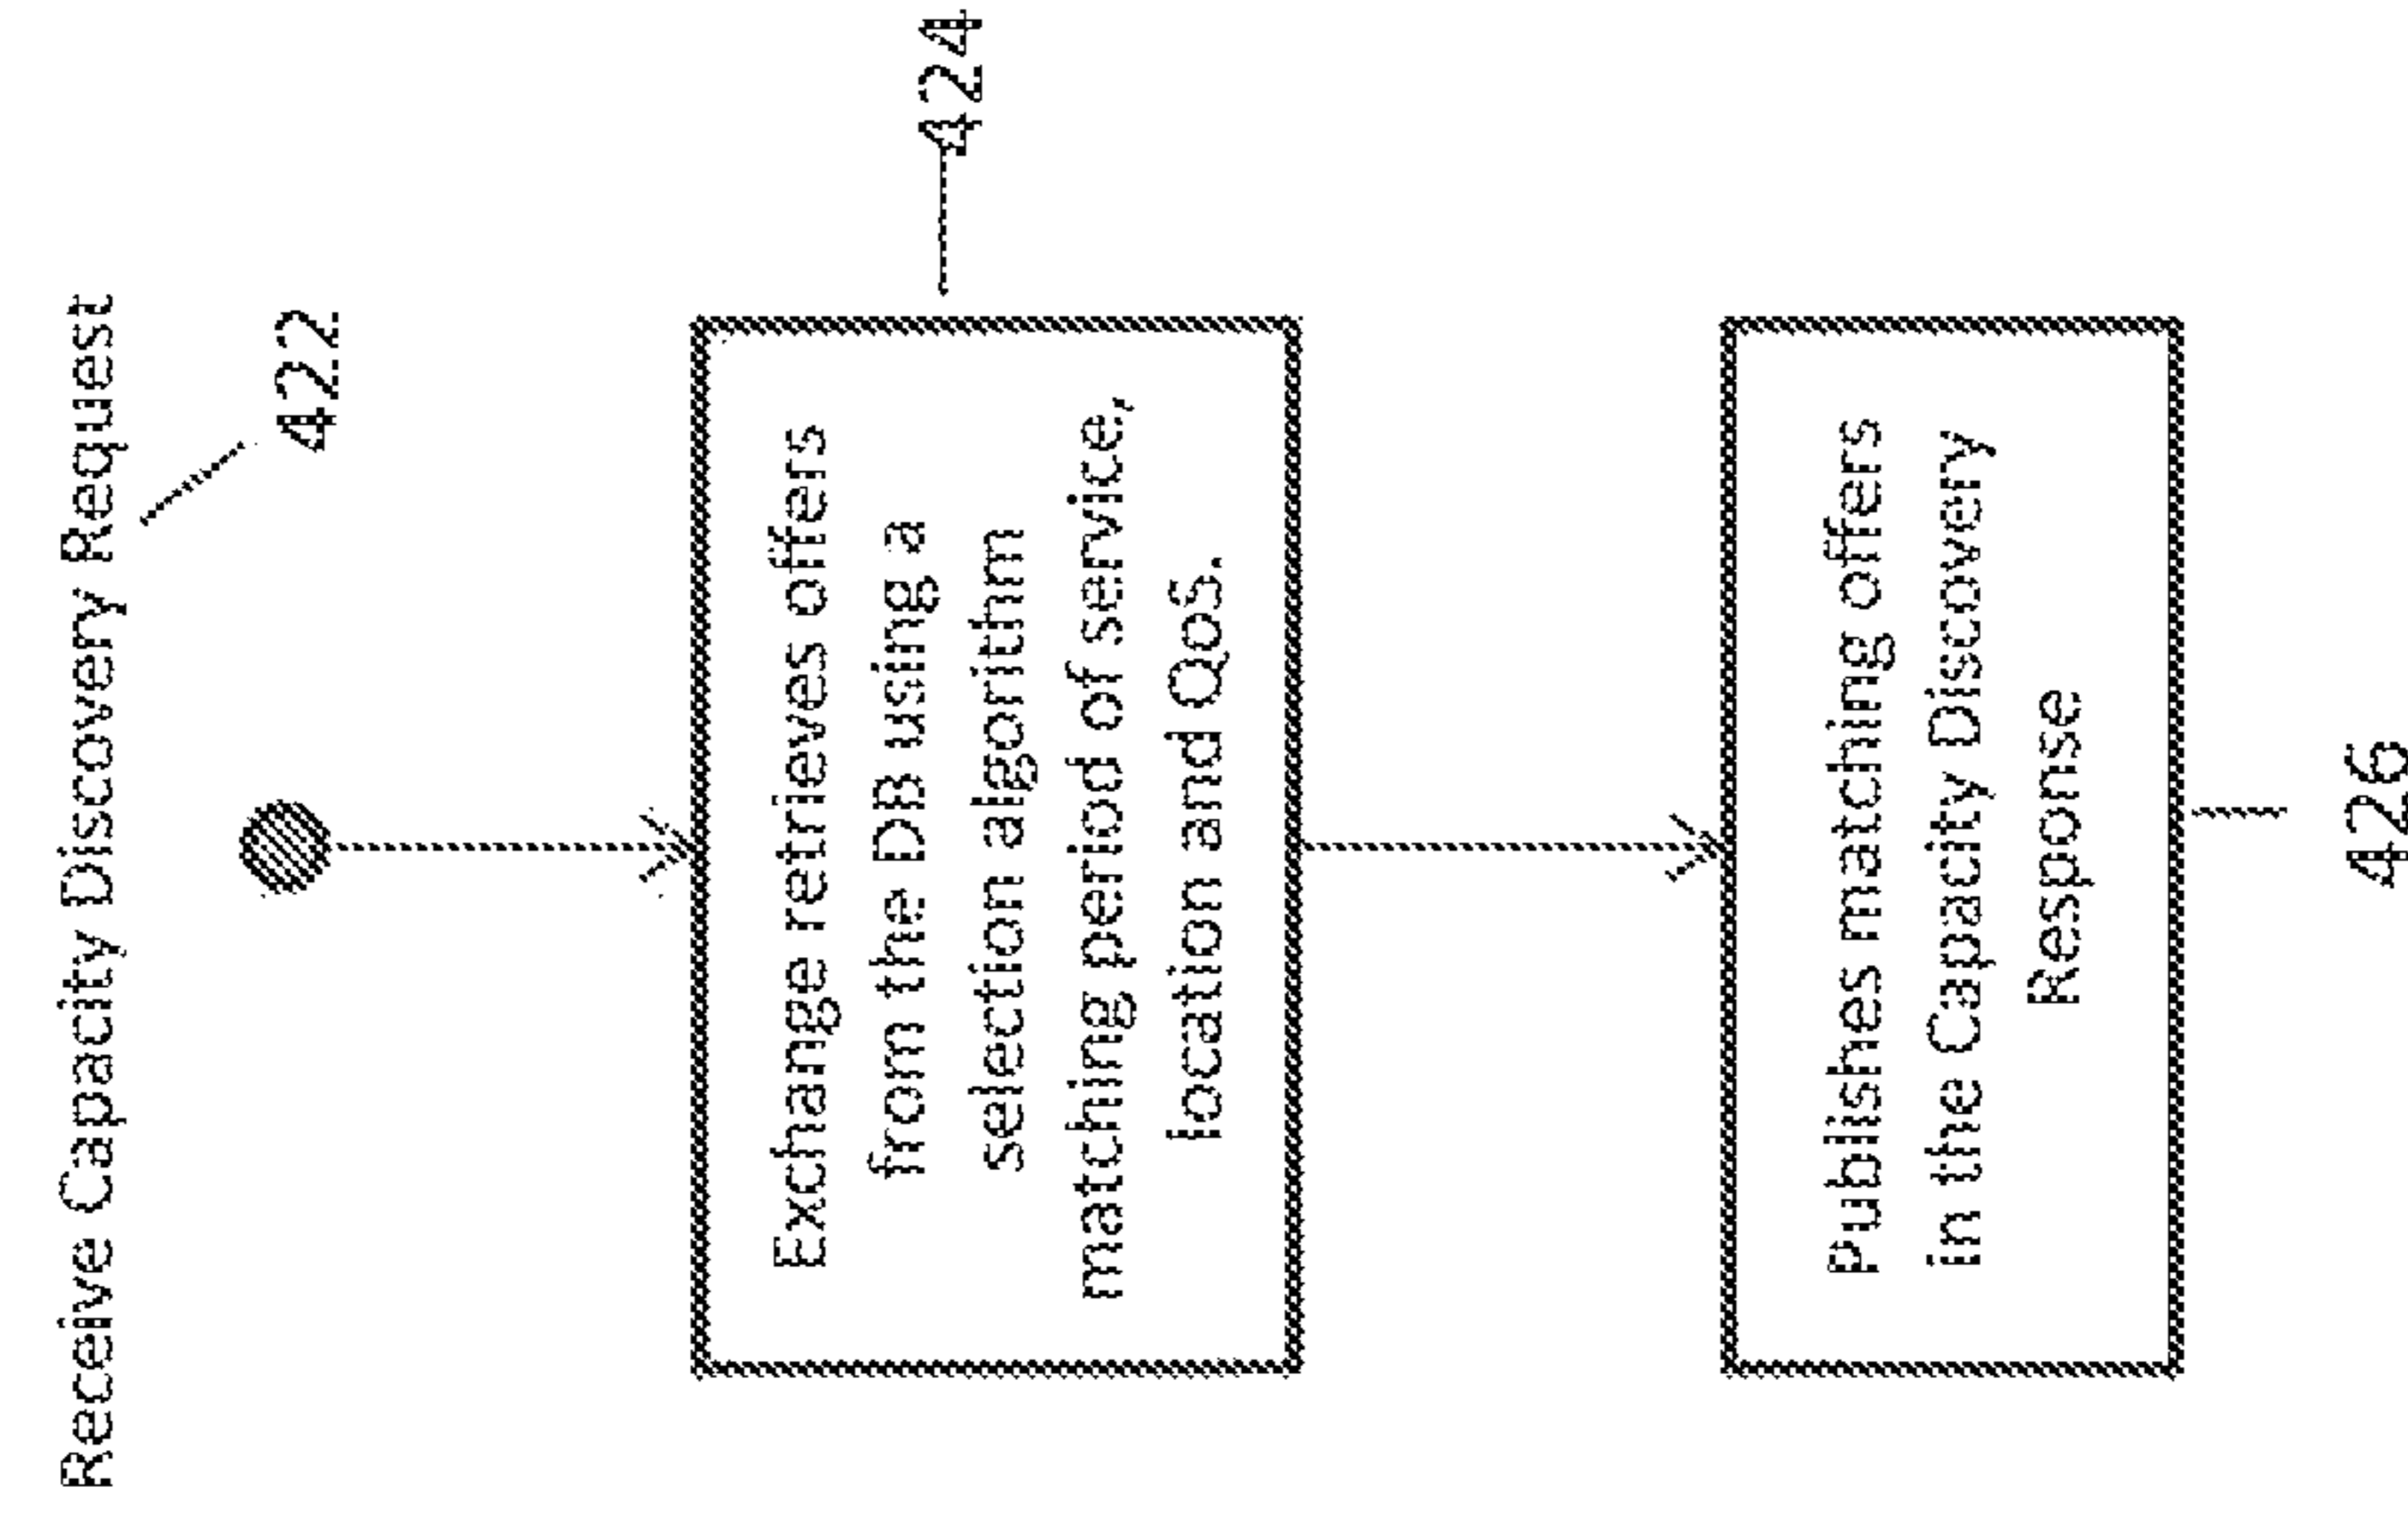 Receive Capacity Discovery Request
422
Exchange retrieves offers
from the DB using a
selection algorithm
matching period of service,
location and QoS.
424
Publishes matching offers
in the Capacity Discovery
Response
426